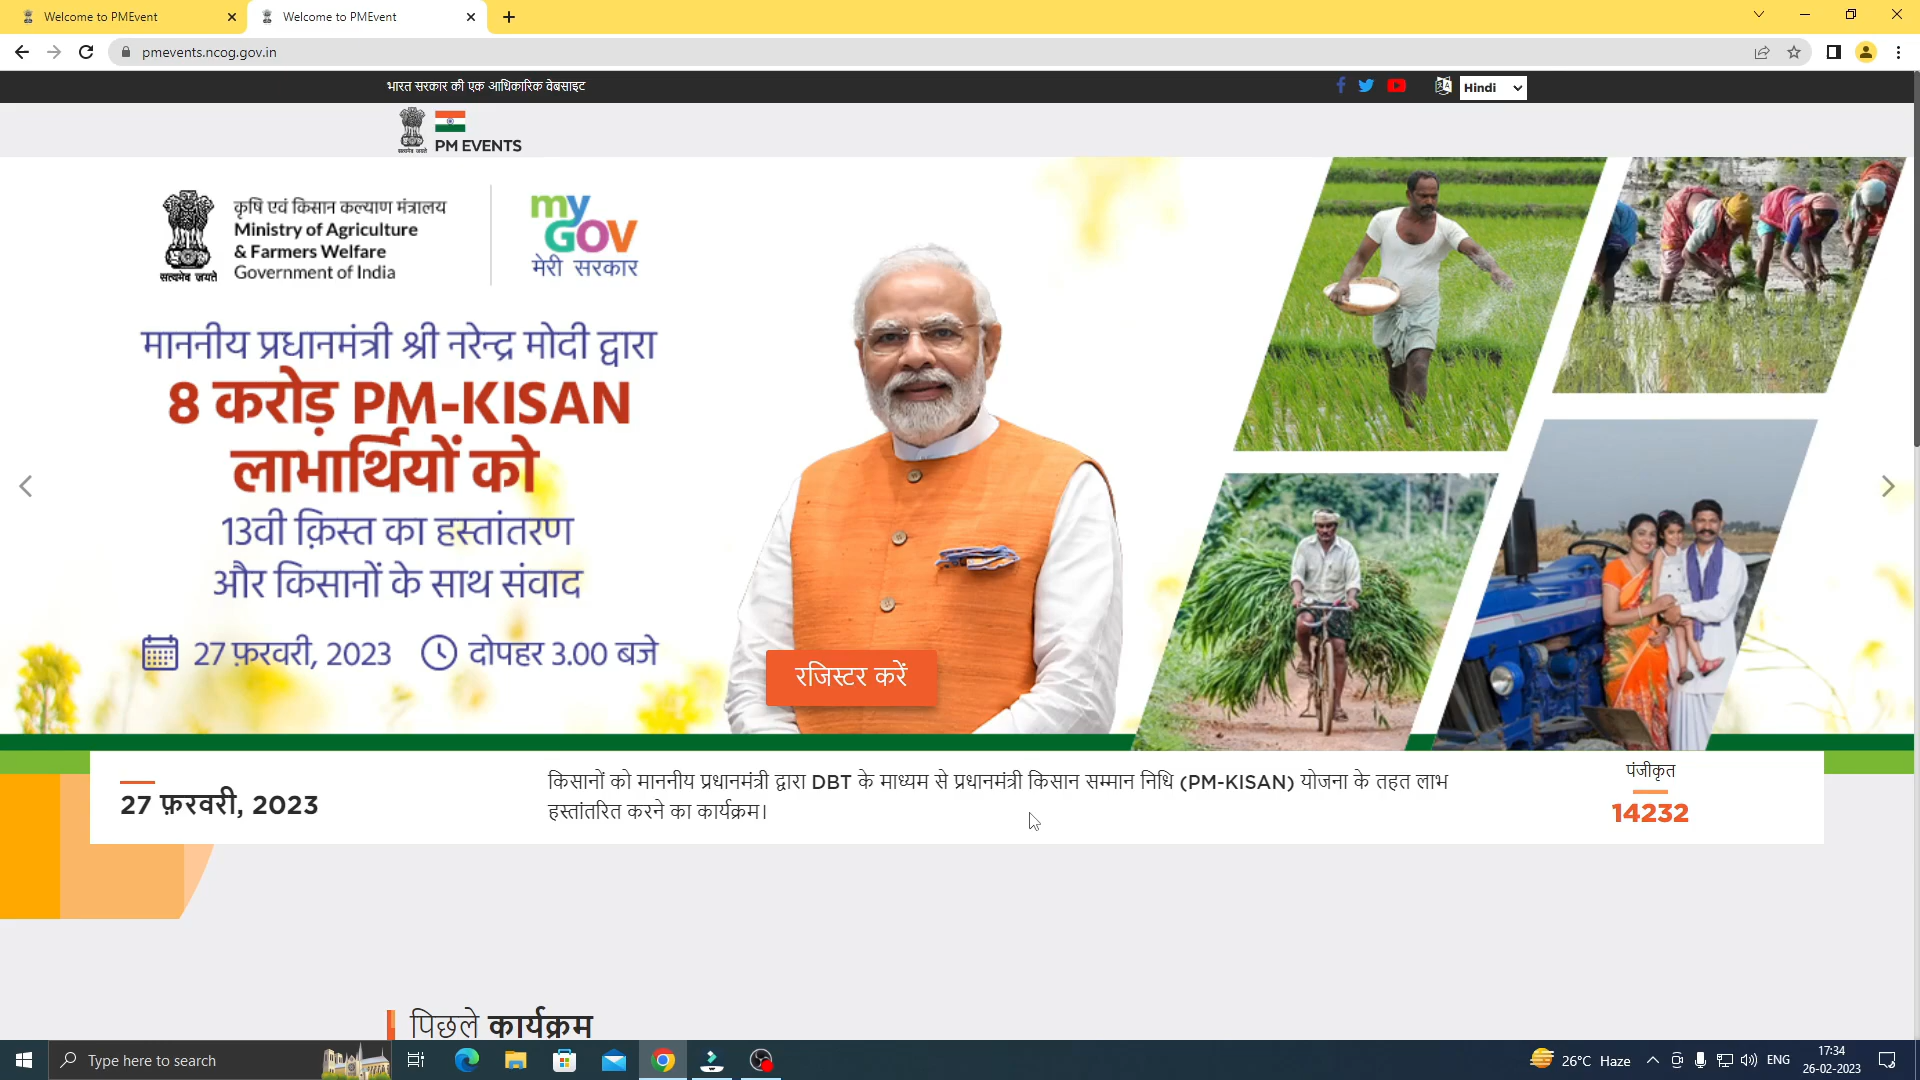 Welcome to PMEvent
Welcome to PMEvent
pmevents.ncog.gov.in
भारत सरकार की एक आधिकारिक वेबसाइट
Hindi
सत्यमेव जयते
PM EVENTS
कृषि एवं किसान कल्याण मंत्रालय
Ministry of Agriculture
& Farmers Welfare
Government of India
सत्यमेव जयते
my
GOV
मेरी सरकार
माननीय प्रधानमंत्री श्री नरेन्द्र मोदी द्वारा
8 करोड़ PM-KISAN
लाभार्थियों को
13वी क़िस्त का हस्तांतरण
और किसानों के साथ संवाद
27 फ़रवरी, 2023 दोपहर 3.00 बजे
रजिस्टर करें
27 फ़रवरी, 2023
किसानों को माननीय प्रधानमंत्री द्वारा DBT के माध्यम से प्रधानमंत्री किसान सम्मान निधि (PM-KISAN) योजना के तहत लाभ
हस्तांतरित करने का कार्यक्रम।
पंजीकृत
14232
पिछले कार्यक्रम
Type here to search
26°C Haze
ENG
17:34
26-02-2023